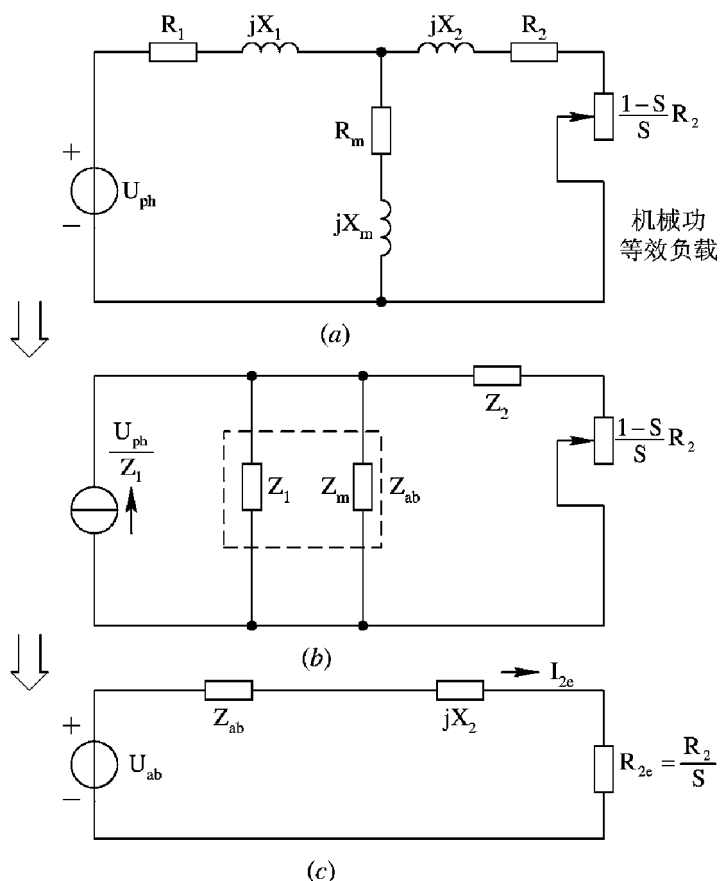 R₁ jX₁ jX₂ R₂
1-S/S R₂
Rₘ
+
Uₚₕ
−
jXₘ
机械功
等效负载
(a)
Z₂
Uₚₕ/Z₁
1-S/S R₂
Z₁ Zₘ Zₐb
(b)
I₂ₑ
Zₐb jX₂
+
Uₐb
−
R₂ₑ = R₂/S
(c)